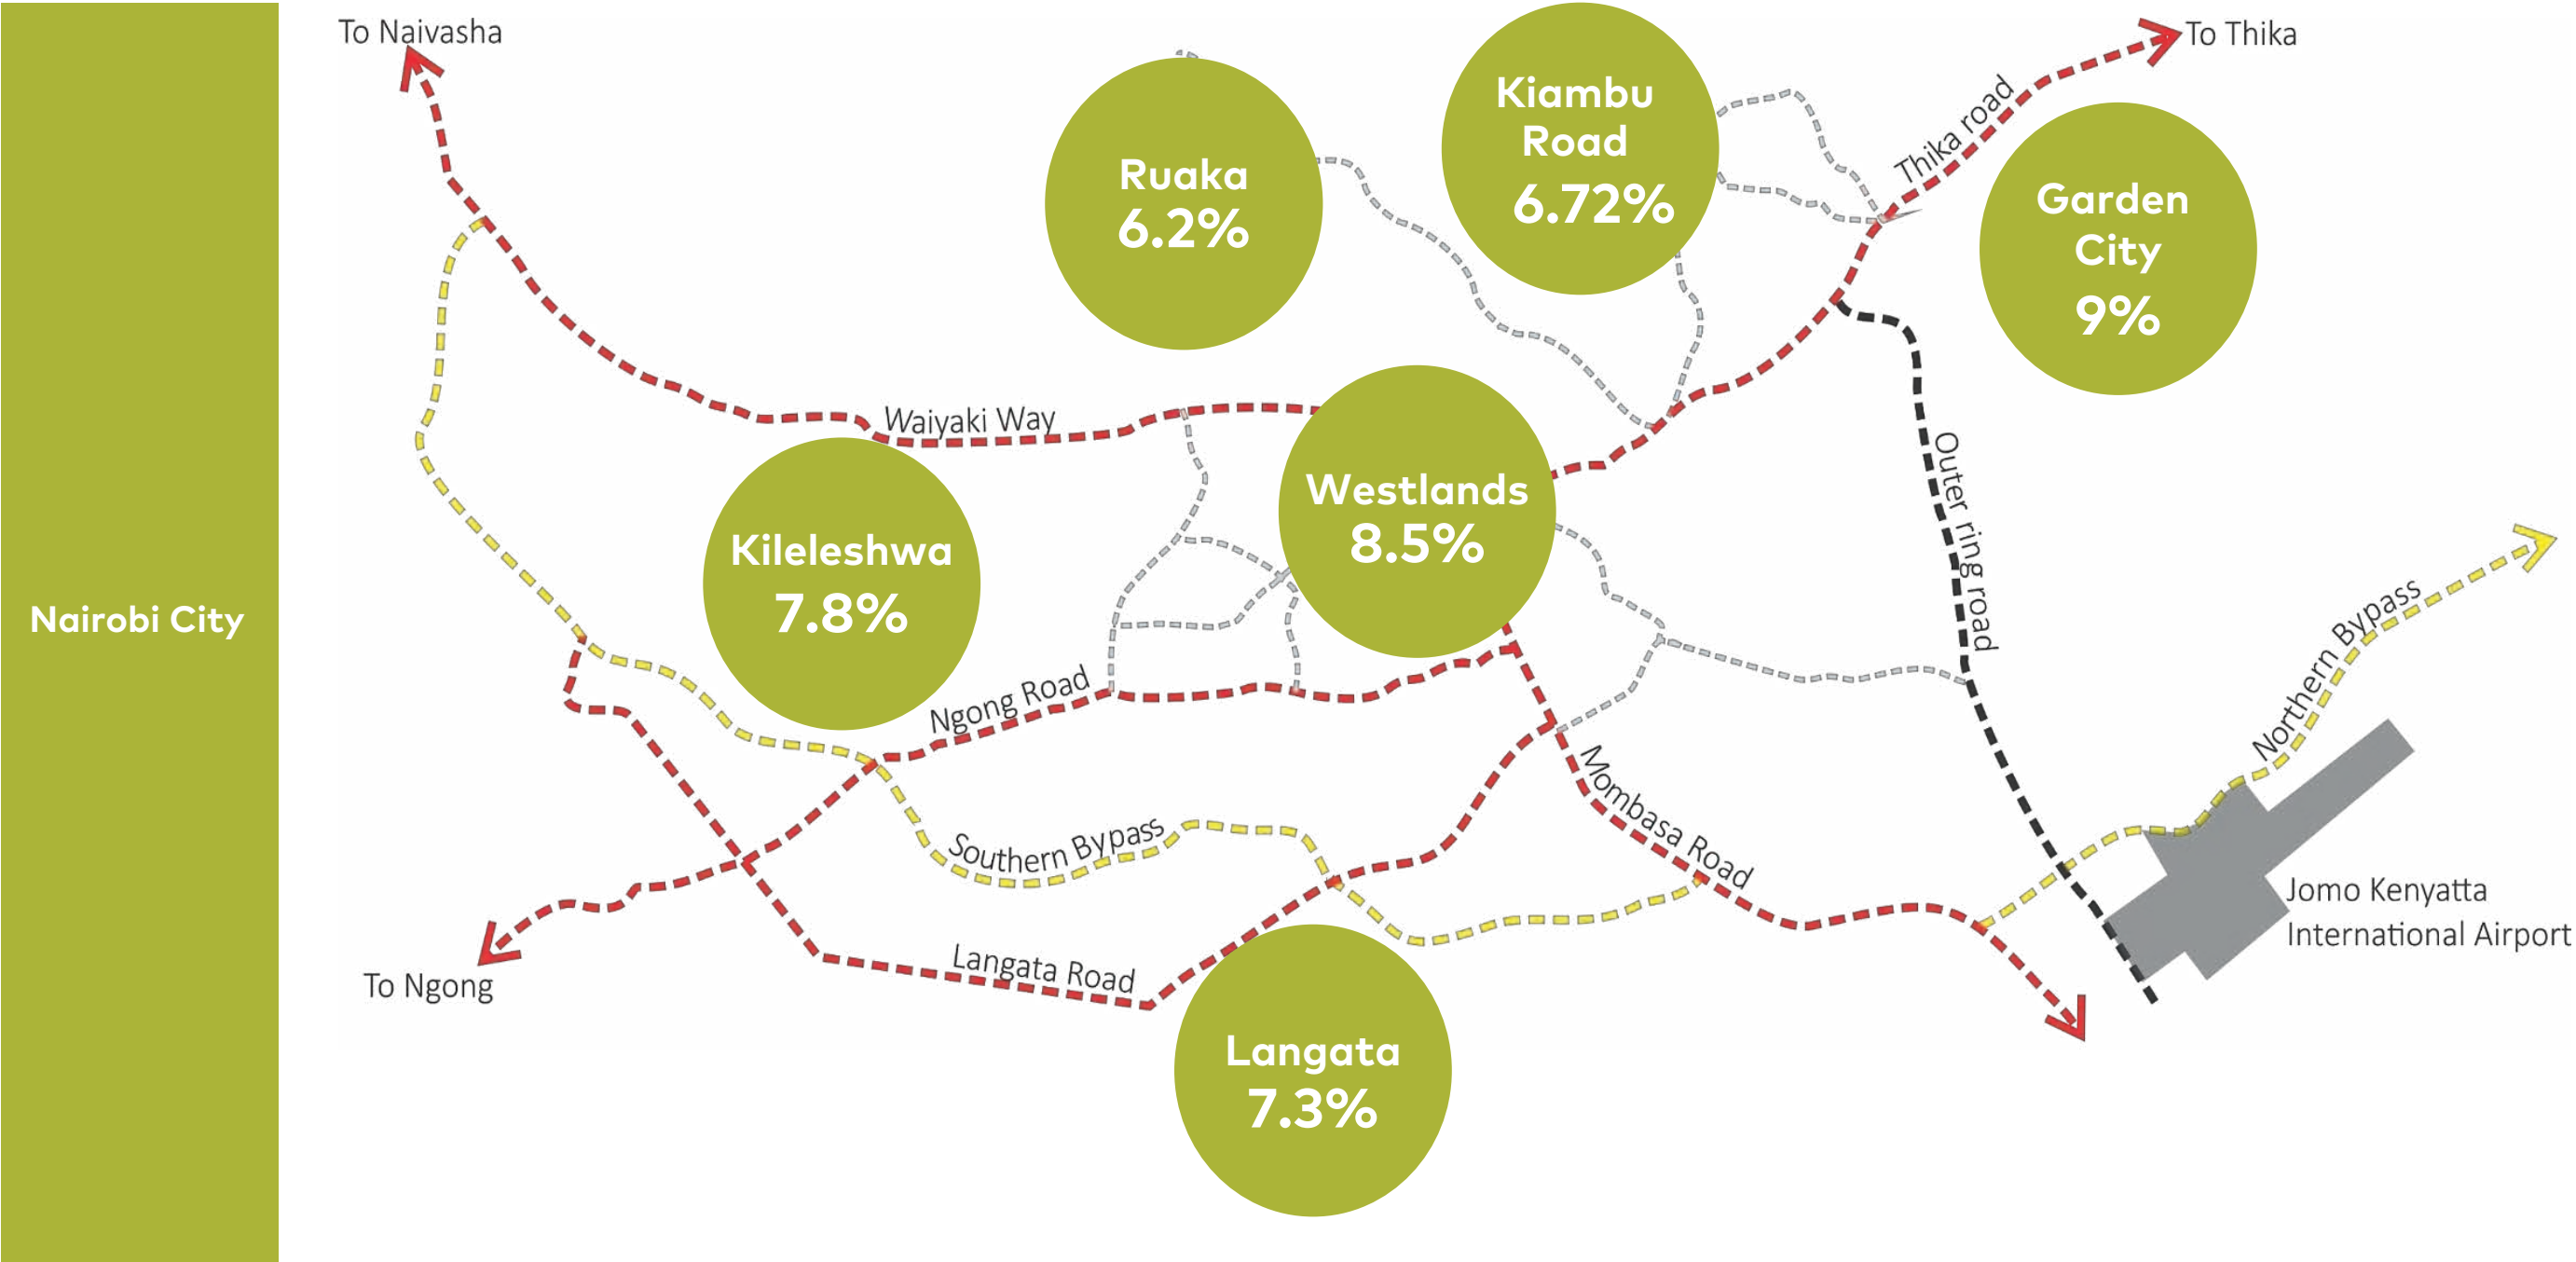 Nairobi City
To Naivasha
To Thika
Thika road
Kiambu
Road
6.72%
Ruaka
6.2%
Garden
City
9%
Waiyaki Way
Westlands
8.5%
Kileleshwa
7.8%
Outer ring road
Ngong Road
Northern Bypass
Mombasa Road
Southern Bypass
Jomo Kenyatta
International Airport
Langata Road
To Ngong
Langata
7.3%